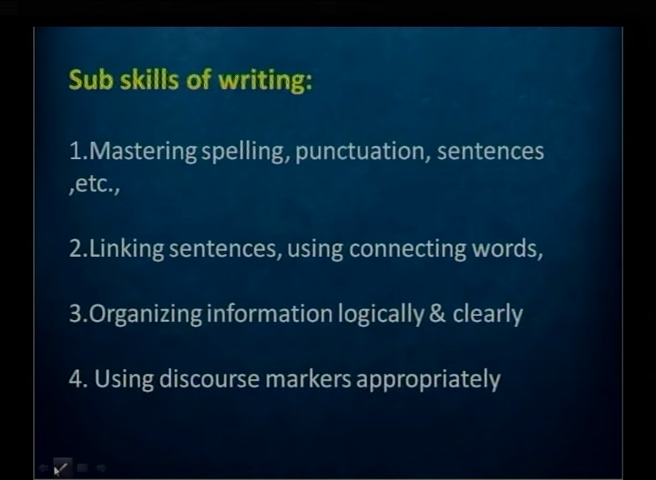 Sub skills of writing:
1.Mastering spelling, punctuation, sentences
,etc.,
2.Linking sentences, using connecting words,
3.Organizing information logically & clearly
4. Using discourse markers appropriately